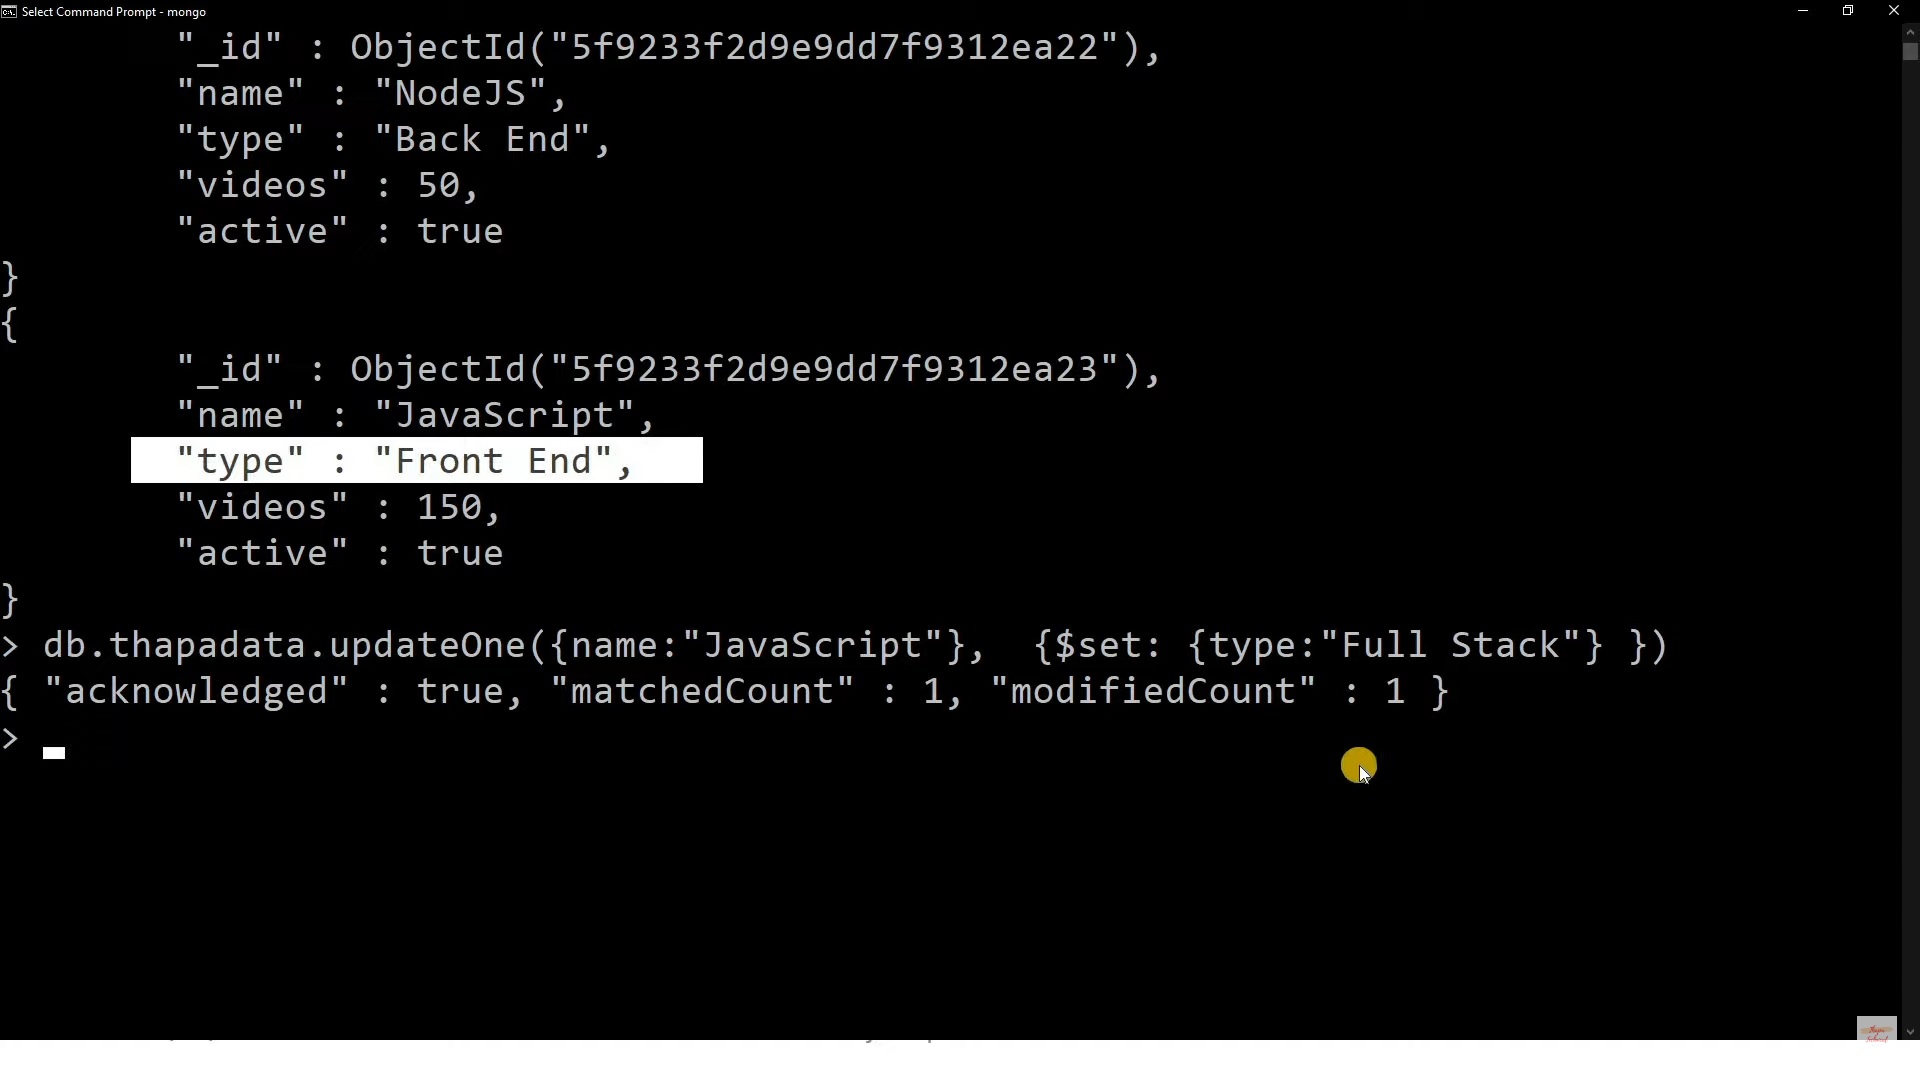 Select Command Prompt - mongo
"_id" : ObjectId("5f9233f2d9e9dd7f9312ea22"),
"name" : "NodeJS",
"type" : "Back End",
"videos" : 50,
"active" : true
}
{
"_id" : ObjectId("5f9233f2d9e9dd7f9312ea23"),
"name" : "JavaScript",
"type" : "Front End",
"videos" : 150,
"active" : true
}
> db.thapadata.updateOne({name:"JavaScript"},  {$set: {type:"Full Stack"} })
{ "acknowledged" : true, "matchedCount" : 1, "modifiedCount" : 1 }
>